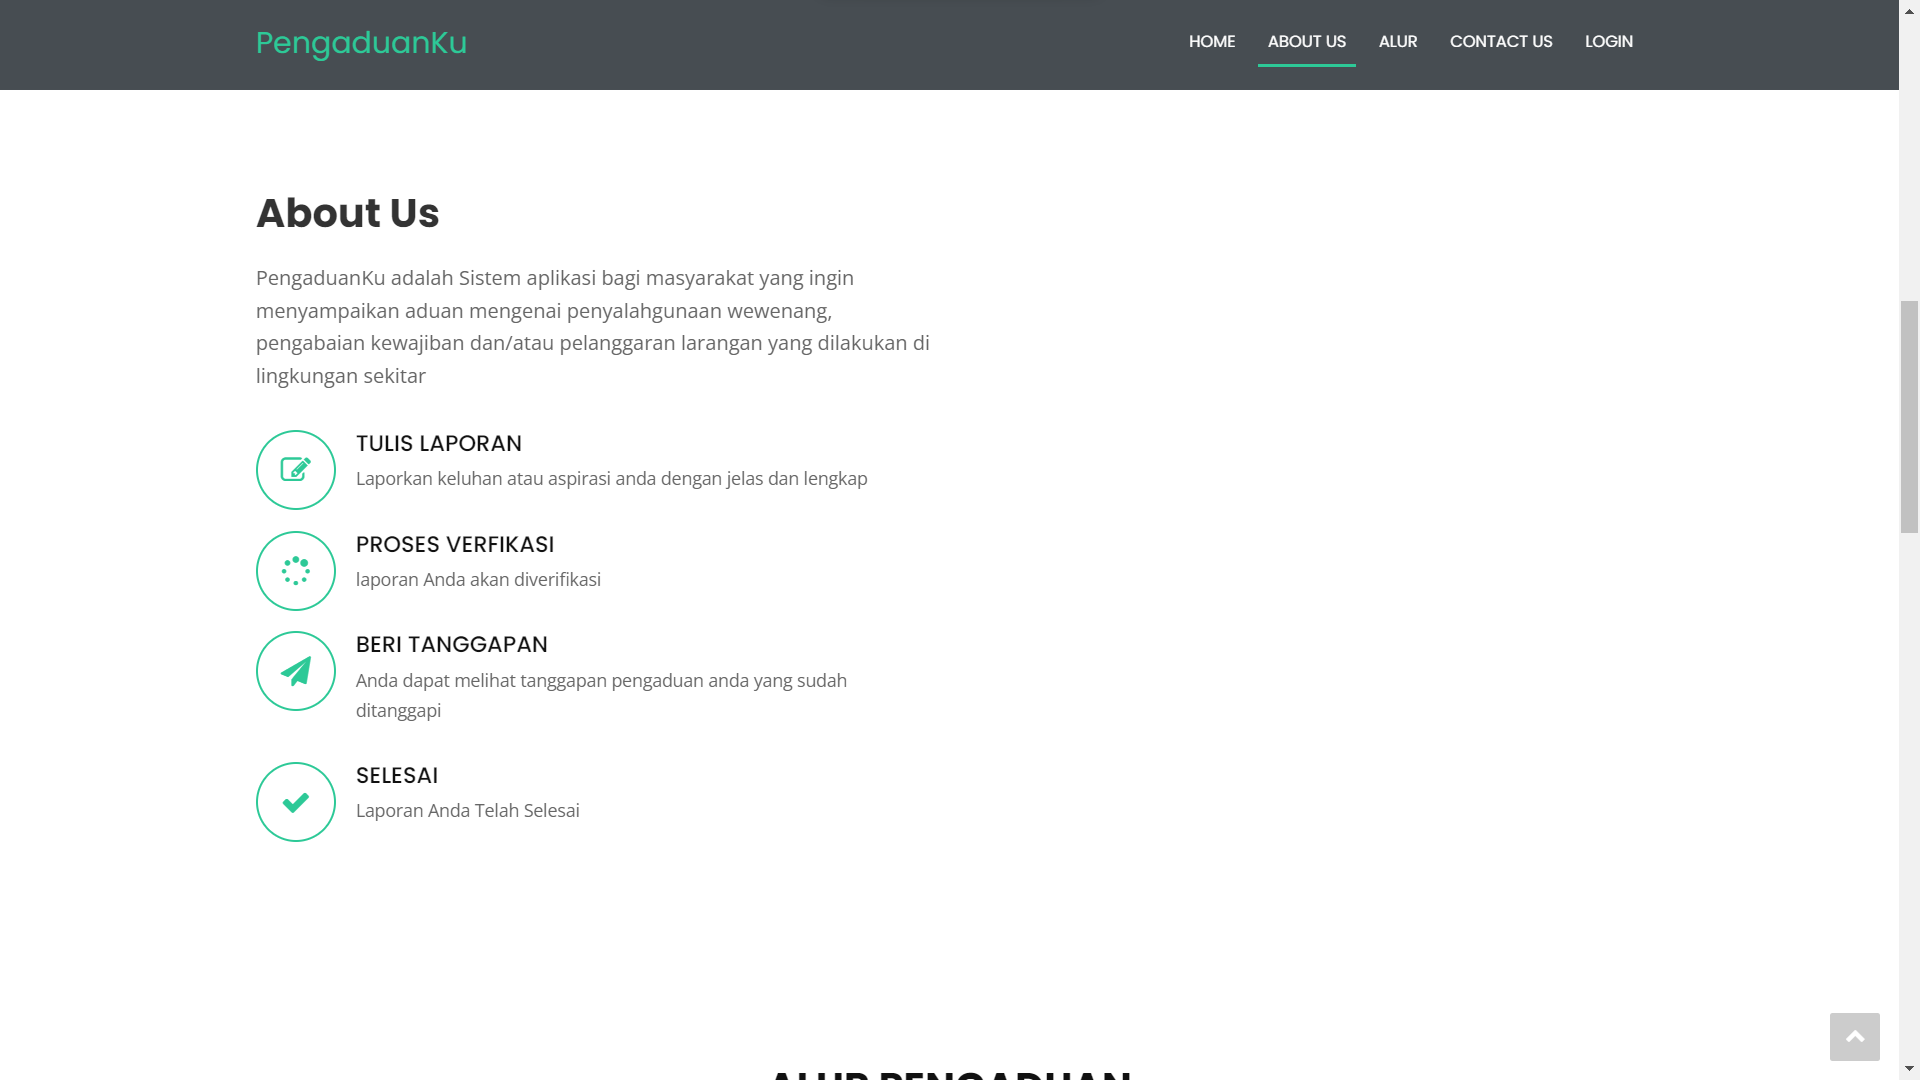 PengaduanKu
HOME ABOUT US ALUR CONTACT US LOGIN
About Us
PengaduanKu adalah Sistem aplikasi bagi masyarakat yang ingin
menyampaikan aduan mengenai penyalahgunaan wewenang,
pengabaian kewajiban dan/atau pelanggaran larangan yang dilakukan di
lingkungan sekitar
TULIS LAPORAN
Laporkan keluhan atau aspirasi anda dengan jelas dan lengkap
PROSES VERFIKASI
laporan Anda akan diverifikasi
BERI TANGGAPAN
Anda dapat melihat tanggapan pengaduan anda yang sudah
ditanggapi
SELESAI
Laporan Anda Telah Selesai
ALUR PENGADUAN